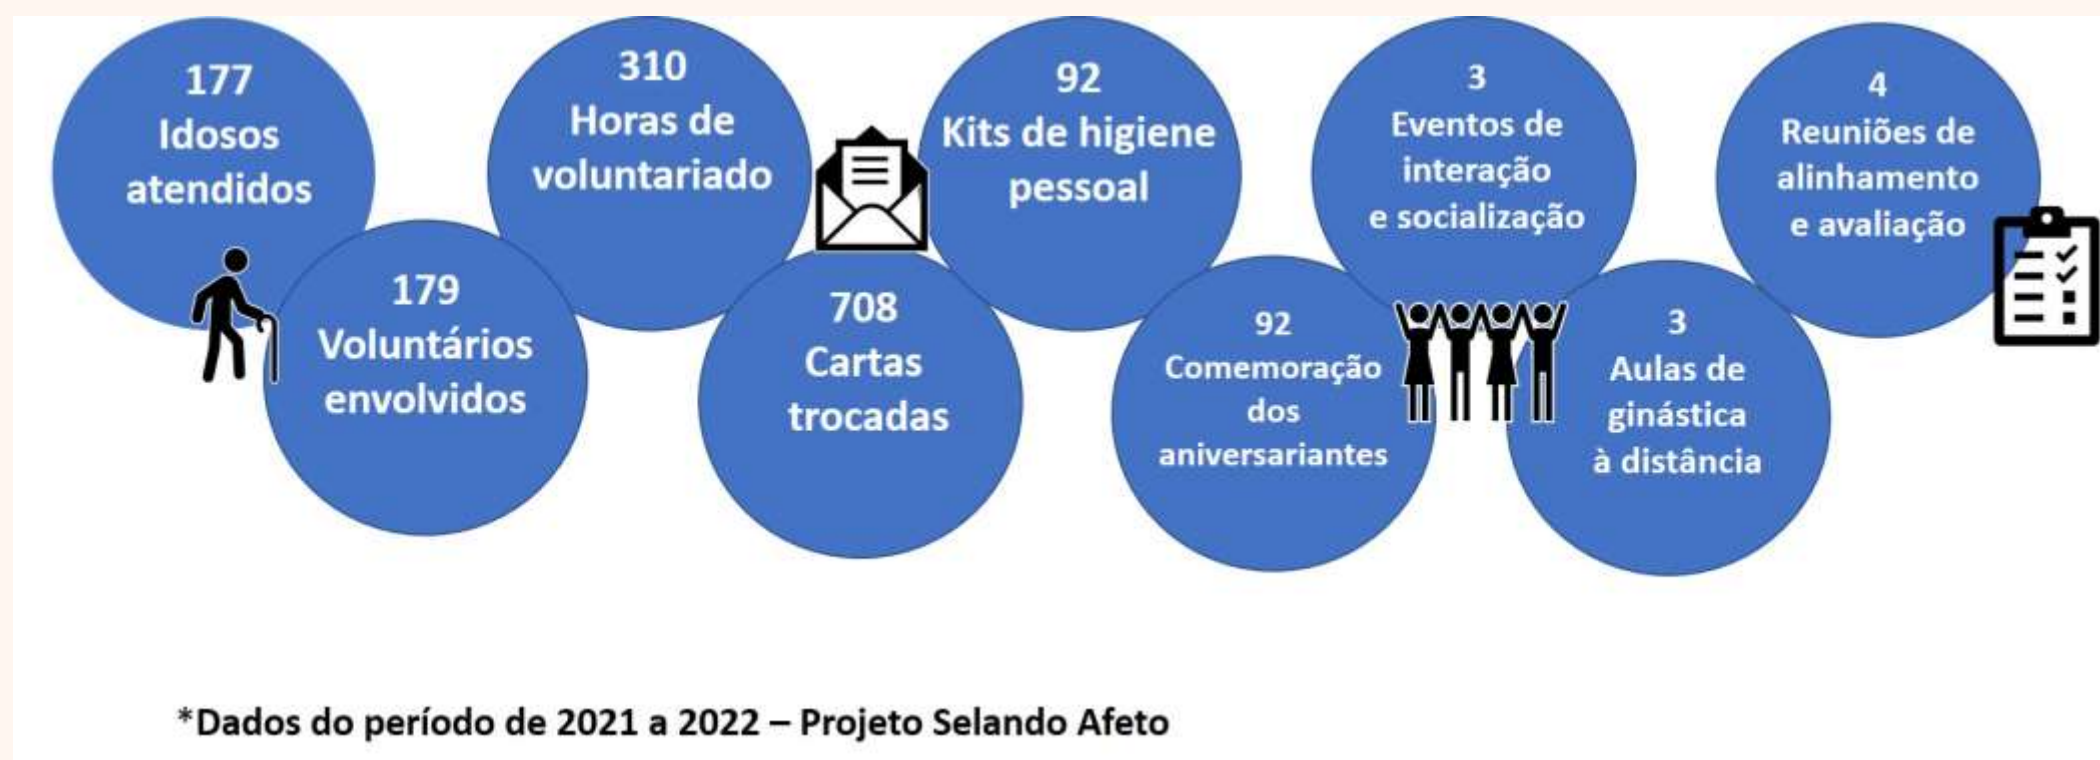 177
Idosos
atendidos
179
Voluntários
envolvidos
310
Horas de
voluntariado
708
Cartas
trocadas
92
Kits de higiene
pessoal
92
Comemoração
dos
aniversariantes
3
Eventos de
interação
e socialização
3
Aulas de
ginástica
à distância
4
Reuniões de
alinhamento
e avaliação
*Dados do período de 2021 a 2022 – Projeto Selando Afeto